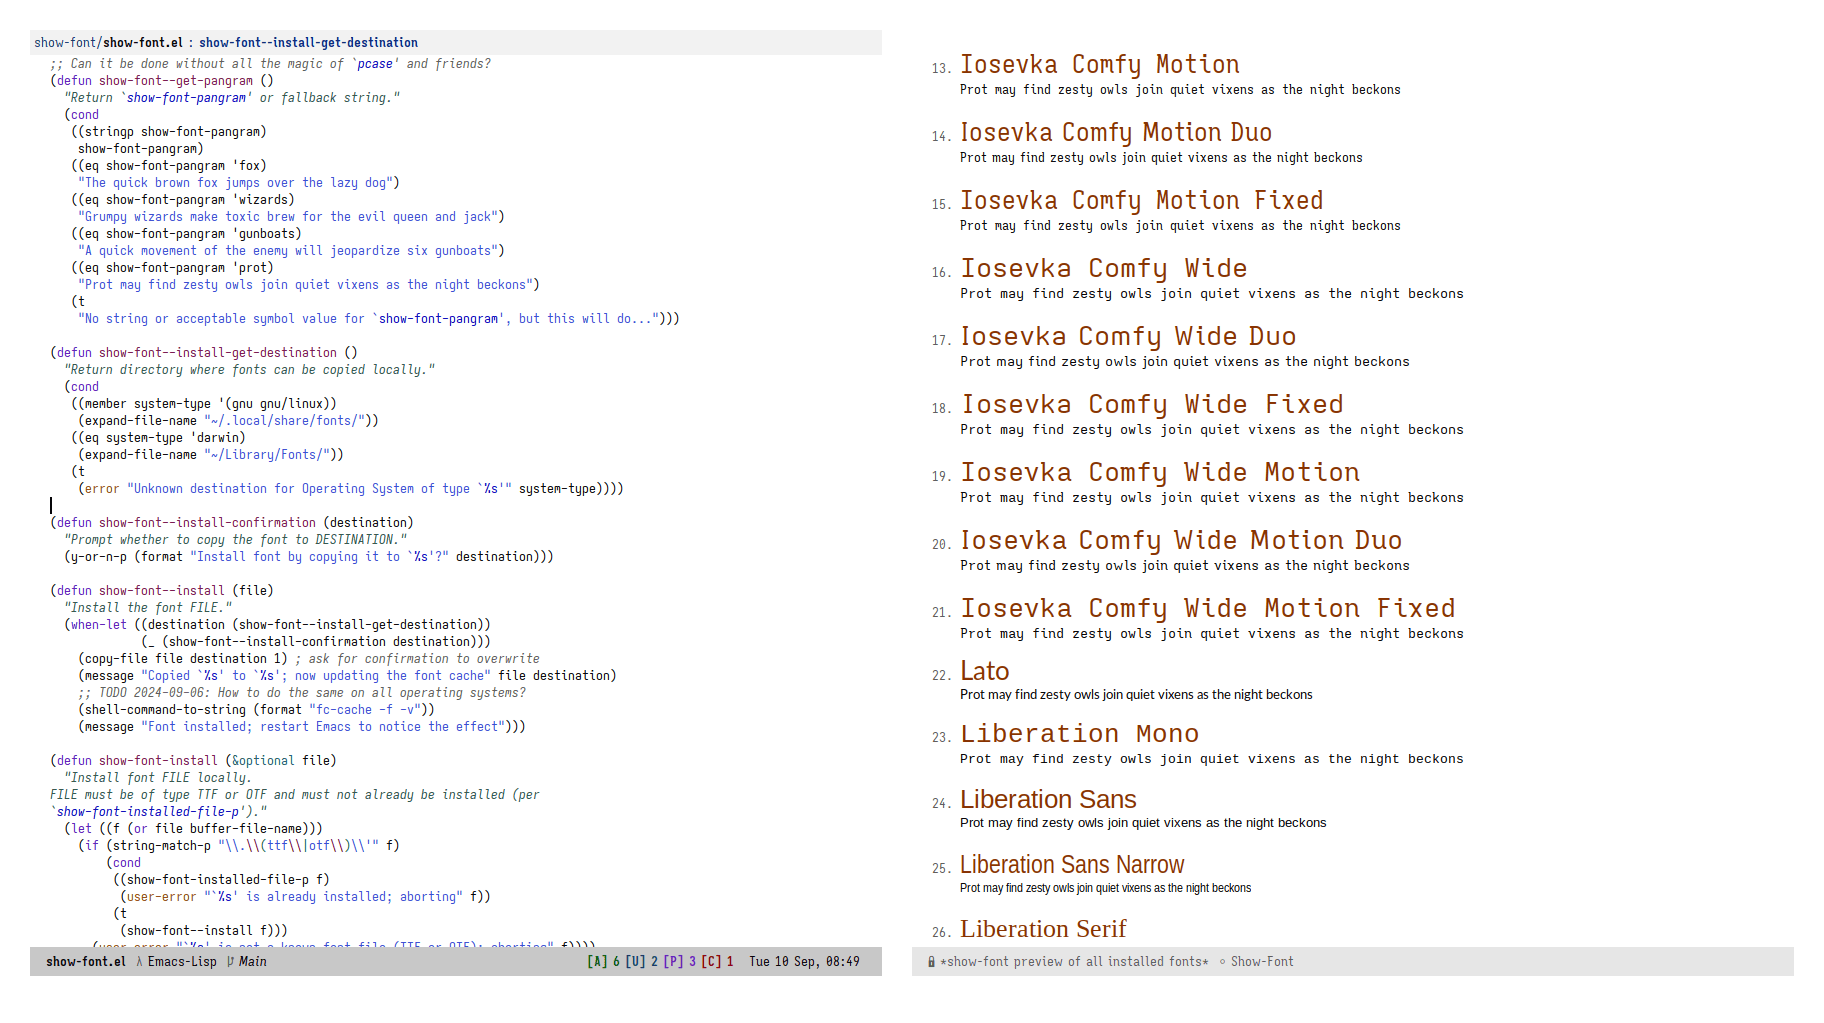 show-font/show-font.el : show-font--install-get-destination
;; Can it be done without all the magic of `pcase' and friends?
(defun show-font--get-pangram ()
  "Return `show-font-pangram' or fallback string."
  (cond
   ((stringp show-font-pangram)
    show-font-pangram)
   ((eq show-font-pangram 'fox)
    "The quick brown fox jumps over the lazy dog")
   ((eq show-font-pangram 'wizards)
    "Grumpy wizards make toxic brew for the evil queen and jack")
   ((eq show-font-pangram 'gunboats)
    "A quick movement of the enemy will jeopardize six gunboats")
   ((eq show-font-pangram 'prot)
    "Prot may find zesty owls join quiet vixens as the night beckons")
   (t
    "No string or acceptable symbol value for `show-font-pangram', but this will do...")))

(defun show-font--install-get-destination ()
  "Return directory where fonts can be copied locally."
  (cond
   ((member system-type '(gnu gnu/linux))
    (expand-file-name "~/.local/share/fonts/"))
   ((eq system-type 'darwin)
    (expand-file-name "~/Library/Fonts/"))
   (t
    (error "Unknown destination for Operating System of type `%s'" system-type))))

(defun show-font--install-confirmation (destination)
  "Prompt whether to copy the font to DESTINATION."
  (y-or-n-p (format "Install font by copying it to `%s'?" destination)))

(defun show-font--install (file)
  "Install the font FILE."
  (when-let ((destination (show-font--install-get-destination))
             (_ (show-font--install-confirmation destination)))
    (copy-file file destination 1) ; ask for confirmation to overwrite
    (message "Copied `%s' to `%s'; now updating the font cache" file destination)
    ;; TODO 2024-09-06: How to do the same on all operating systems?
    (shell-command-to-string (format "fc-cache -f -v"))
    (message "Font installed; restart Emacs to notice the effect")))

(defun show-font-install (&optional file)
  "Install font FILE locally.
FILE must be of type TTF or OTF and must not already be installed (per
`show-font-installed-file-p')."
  (let ((f (or file buffer-file-name)))
    (if (string-match-p "\\.\\(ttf\\|otf\\)\\'" f)
        (cond
         ((show-font-installed-file-p f)
          (user-error "`%s' is already installed; aborting" f))
         (t
          (show-font--install f)))
      (user-error "`%s' is not a known font file (TTF or OTF); aborting" f))))
show-font.el λ Emacs-Lisp Main [A] 6 [U] 2 [P] 3 [C] 1 Tue 10 Sep, 08:49
13. Iosevka Comfy Motion
Prot may find zesty owls join quiet vixens as the night beckons
14. Iosevka Comfy Motion Duo
Prot may find zesty owls join quiet vixens as the night beckons
15. Iosevka Comfy Motion Fixed
Prot may find zesty owls join quiet vixens as the night beckons
16. Iosevka Comfy Wide
Prot may find zesty owls join quiet vixens as the night beckons
17. Iosevka Comfy Wide Duo
Prot may find zesty owls join quiet vixens as the night beckons
18. Iosevka Comfy Wide Fixed
Prot may find zesty owls join quiet vixens as the night beckons
19. Iosevka Comfy Wide Motion
Prot may find zesty owls join quiet vixens as the night beckons
20. Iosevka Comfy Wide Motion Duo
Prot may find zesty owls join quiet vixens as the night beckons
21. Iosevka Comfy Wide Motion Fixed
Prot may find zesty owls join quiet vixens as the night beckons
22. Lato
Prot may find zesty owls join quiet vixens as the night beckons
23. Liberation Mono
Prot may find zesty owls join quiet vixens as the night beckons
24. Liberation Sans
Prot may find zesty owls join quiet vixens as the night beckons
25. Liberation Sans Narrow
Prot may find zesty owls join quiet vixens as the night beckons
26. Liberation Serif
*show-font preview of all installed fonts* ◦ Show-Font